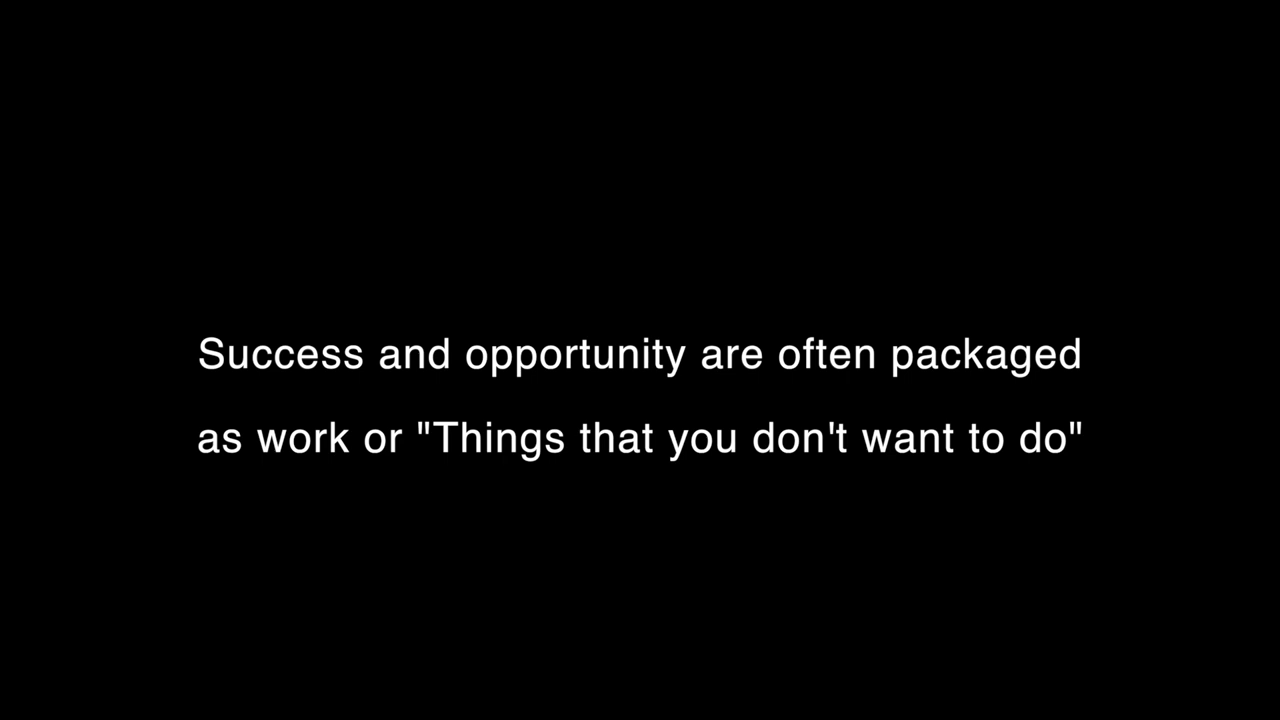 Success and opportunity are often packaged
as work or "Things that you don't want to do"